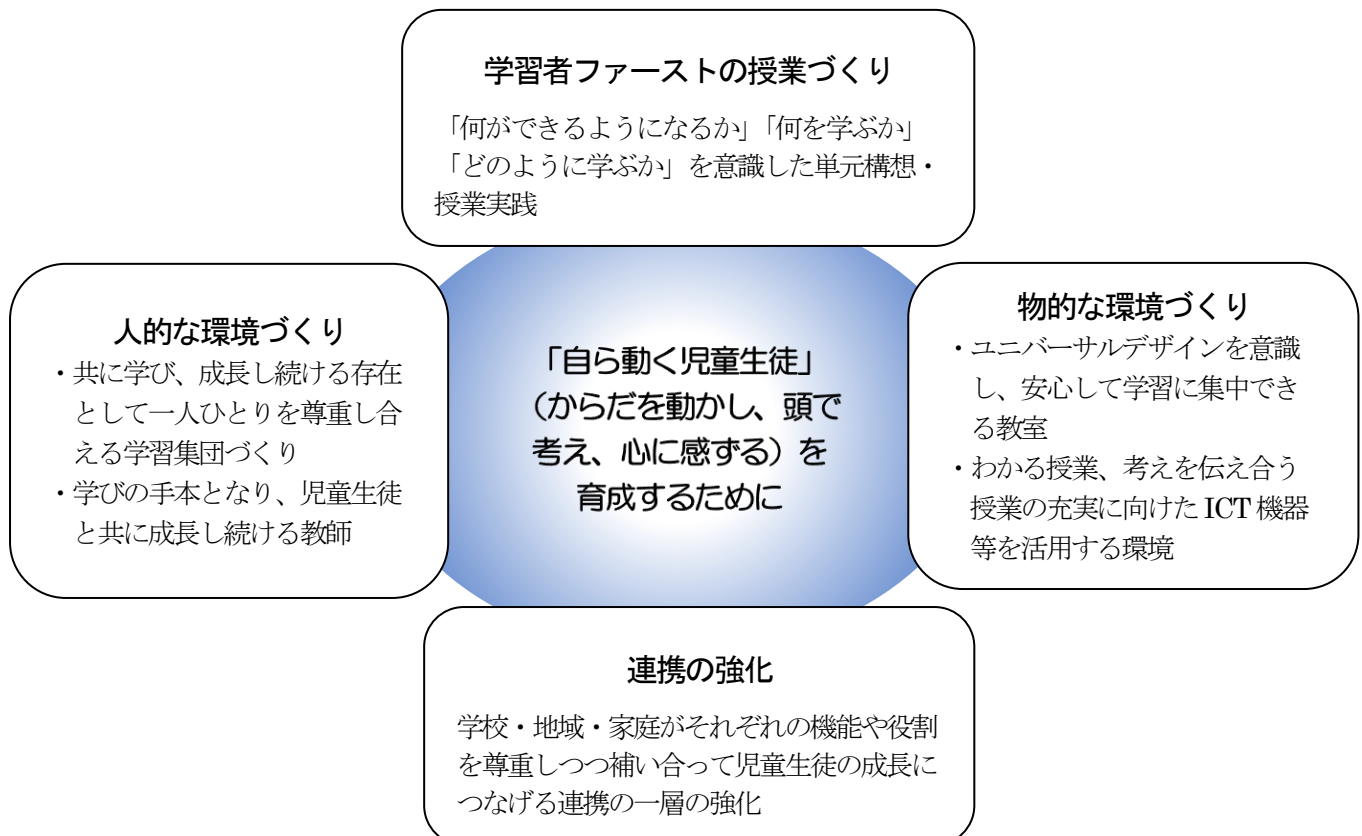 学習者ファーストの授業づくり
「何ができるようになるか」「何を学ぶか」
「どのように学ぶか」を意識した単元構想・
授業実践
人的な環境づくり
・共に学び、成長し続ける存在
として一人ひとりを尊重し合
える学習集団づくり
・学びの手本となり、児童生徒
と共に成長し続ける教師
「自ら動く児童生徒」
（からだを動かし、頭で
考え、心に感ずる）を
育成するために
物的な環境づくり
・ユニバーサルデザインを意識
し、安心して学習に集中でき
る教室
・わかる授業、考えを伝え合う
授業の充実に向けた ICT 機器
等を活用する環境
連携の強化
学校・地域・家庭がそれぞれの機能や役割
を尊重しつつ補い合って児童生徒の成長に
つなげる連携の一層の強化